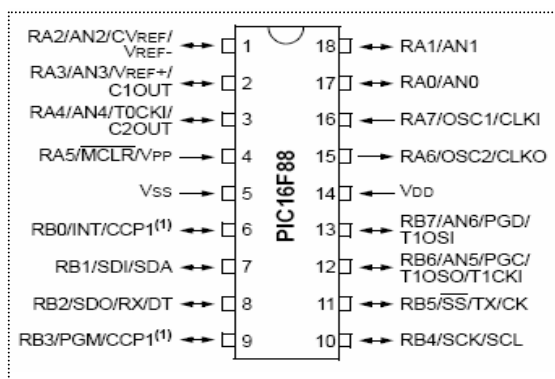 RA2/AN2/CVREF/
VREF-
1
18
RA1/AN1
RA3/AN3/VREF+/
C1OUT
2
17
RA0/AN0
RA4/AN4/T0CKI/
C2OUT
3
16
RA7/OSC1/CLKI
RA5/MCLR/VPP
4
15
RA6/OSC2/CLKO
VSS
5
14
VDD
RB0/INT/CCP1(1)
6
13
RB7/AN6/PGD/
T1OSI
RB1/SDI/SDA
7
12
RB6/AN5/PGC/
T1OSO/T1CKI
RB2/SDO/RX/DT
8
11
RB5/SS/TX/CK
RB3/PGM/CCP1(1)
9
10
RB4/SCK/SCL
PIC16F88